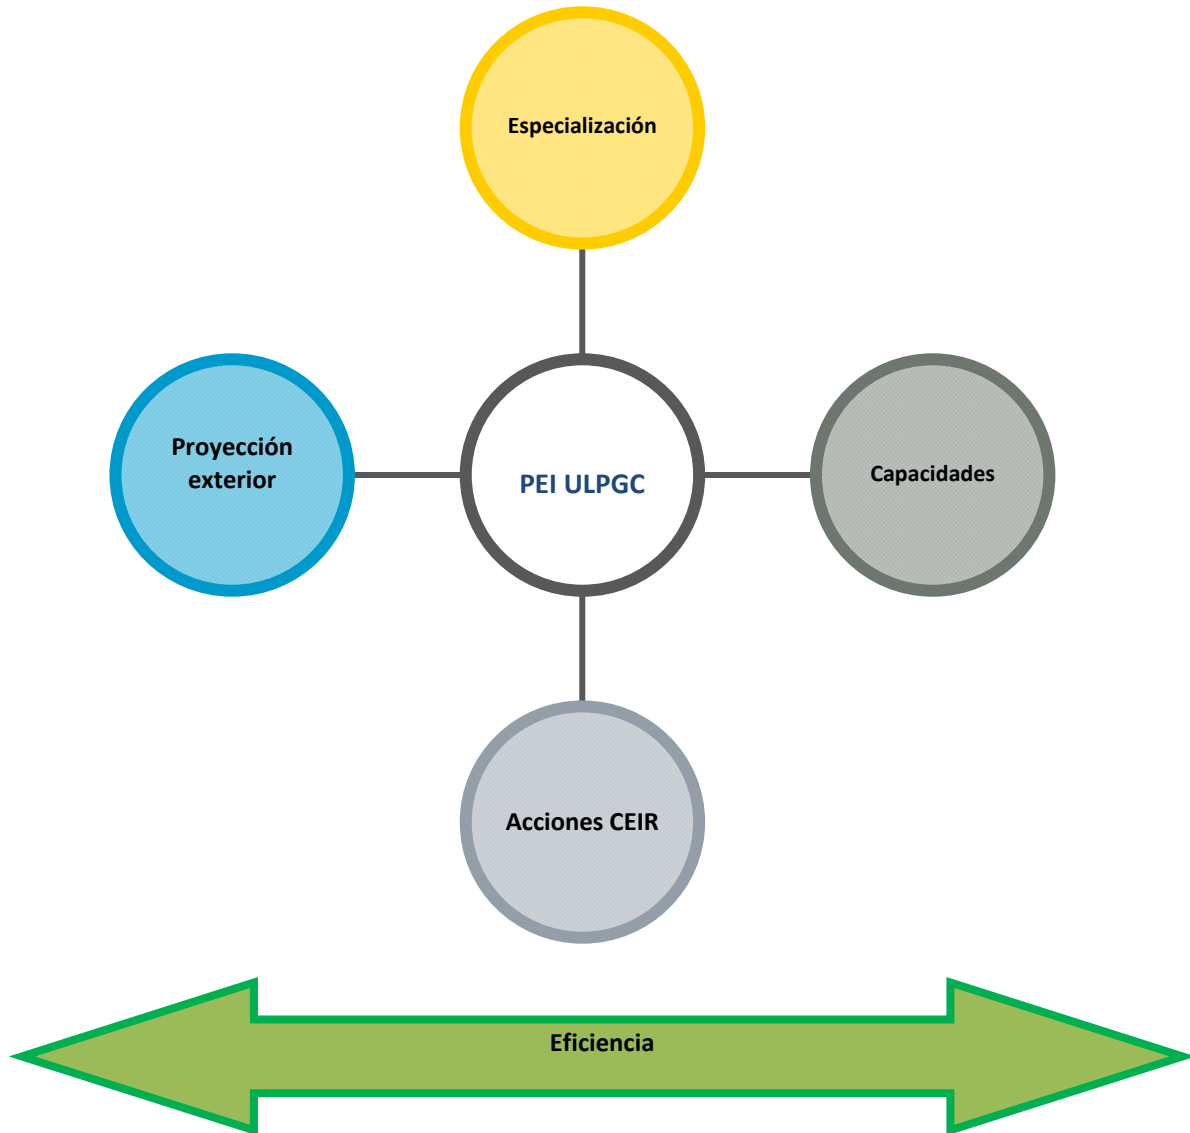 Especialización
Proyección
exterior
PEI ULPGC
Capacidades
Acciones CEIR
Eficiencia